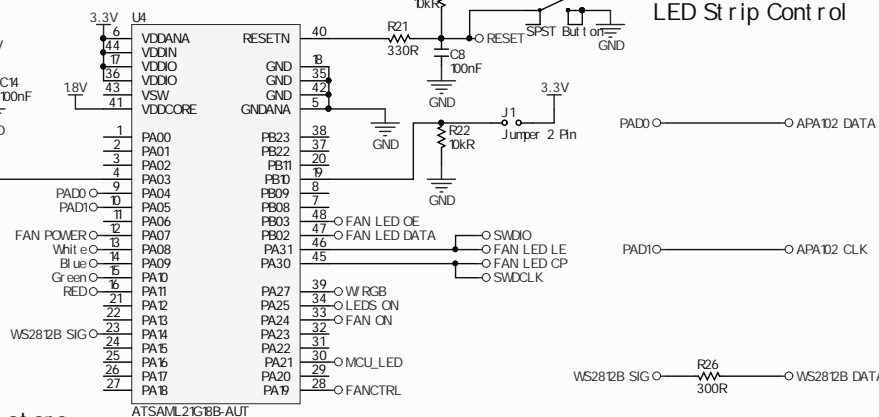 10kR
LED Strip Control
3.3V
U4
6 VDDANA RESETN 40
R21
330R
RESET
SPST Button
GND
44 VDDIN
17 VDDIO GND 18
C8
100nF
36 VDDIO GND 35
C14
100nF
1.8V
43 VSW GND 42
41 VDDCORE GNDANA 5
GND
3.3V
GND
J1
Jumper 2 Pin
R22
10kR
GND
PAD0 APA102 DATA
1 PA00 PB23 38
2 PA01 PB22 37
3 PA02 PB11 20
4 PA03 PB10 19
PAD0 9 PA04 PB09 8
PAD1 10 PA05 PB08 7
11 PA06 PB03 48 FAN LED OE
FAN POWER 12 PA07 PB02 47 FAN LED DATA
SWDIO
White 13 PA08 PA31 46 FAN LED LE
Blue 14 PA09 PA30 45 FAN LED CP
Green 15 PA10 SWDCLK
PAD1 APA102 CLK
RED 16 PA11 PA27 39 W/RGB
21 PA12 PA25 34 LEDS ON
22 PA13 PA24 33 FAN ON
WS2812B SIG 23 PA14 PA23 32
24 PA15 PA22 31
25 PA16 PA21 30 MCU_LED
26 PA17 PA20 29
27 PA18 PA19 28 FANCTRL
WS2812B SIG R26 WS2812B DATA
300R
ATSAML21G18B-AUT